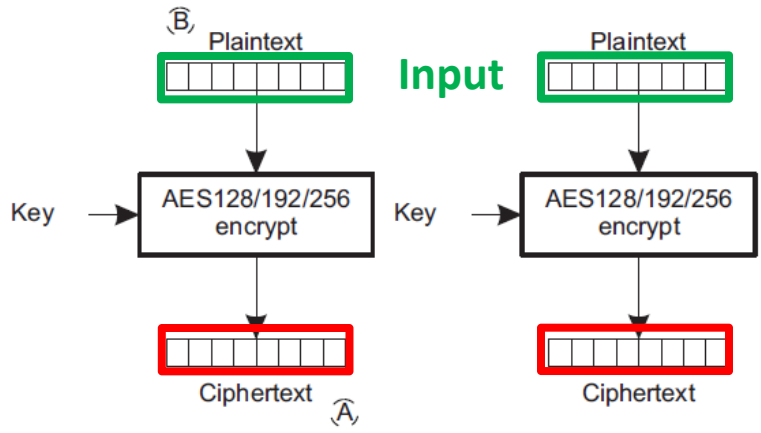 B
Plaintext
Input
Plaintext
Key
AES128/192/256
encrypt
Key
AES128/192/256
encrypt
Ciphertext
A
Ciphertext